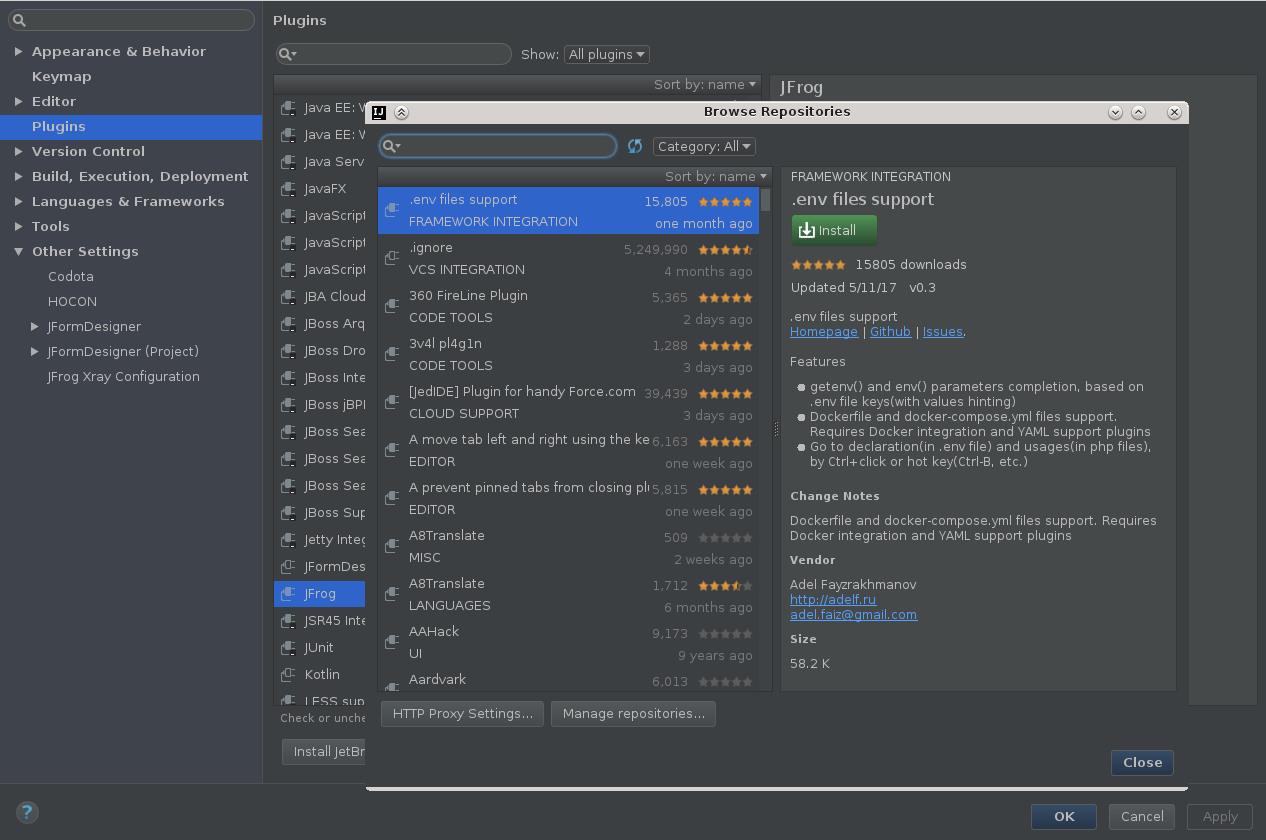 Plugins
Appearance & Behavior
Keymap
Editor
Plugins
Version Control
Build, Execution, Deployment
Languages & Frameworks
Tools
Other Settings
Codota
HOCON
JFormDesigner
JFormDesigner (Project)
JFrog Xray Configuration
Show: All plugins
Sort by: name
Java EE: W
Java EE: W
Java Serv
JavaFX
JavaScript
JavaScript
JavaScript
JBA Cloud
JBoss Arq
JBoss Dro
JBoss Inte
JBoss jBPI
JBoss Sea
JBoss Sea
JBoss Sea
JBoss Sup
Jetty Integ
JFormDes
JFrog
JSR45 Inte
JUnit
Kotlin
LESS sup
Check or unche
Install JetBr
JFrog
IJ
Browse Repositories
Category: All
Sort by: name
.env files support 15,805
FRAMEWORK INTEGRATION one month ago
.ignore 5,249,990
VCS INTEGRATION 4 months ago
360 FireLine Plugin 5,365
CODE TOOLS 2 days ago
3v4l pl4g1n 1,288
CODE TOOLS 3 days ago
[JedIDE] Plugin for handy Force.com 39,439
CLOUD SUPPORT 3 days ago
A move tab left and right using the ke 6,163
EDITOR one week ago
A prevent pinned tabs from closing plu 5,815
EDITOR one week ago
A8Translate 509
MISC 2 weeks ago
A8Translate 1,712
LANGUAGES 6 months ago
AAHack 9,173
UI 9 years ago
Aardvark 6,013
FRAMEWORK INTEGRATION
.env files support
Install
15805 downloads
Updated 5/11/17 v0.3
.env files support
Homepage | Github | Issues.
Features
getenv() and env() parameters completion, based on
.env file keys(with values hinting)
Dockerfile and docker-compose.yml files support.
Requires Docker integration and YAML support plugins
Go to declaration(in .env file) and usages(in php files),
by Ctrl+click or hot key(Ctrl-B, etc.)
Change Notes
Dockerfile and docker-compose.yml files support. Requires
Docker integration and YAML support plugins
Vendor
Adel Fayzrakhmanov
http://adelf.ru
adel.faiz@gmail.com
Size
58.2 K
HTTP Proxy Settings...
Manage repositories...
Close
?
OK
Cancel
Apply